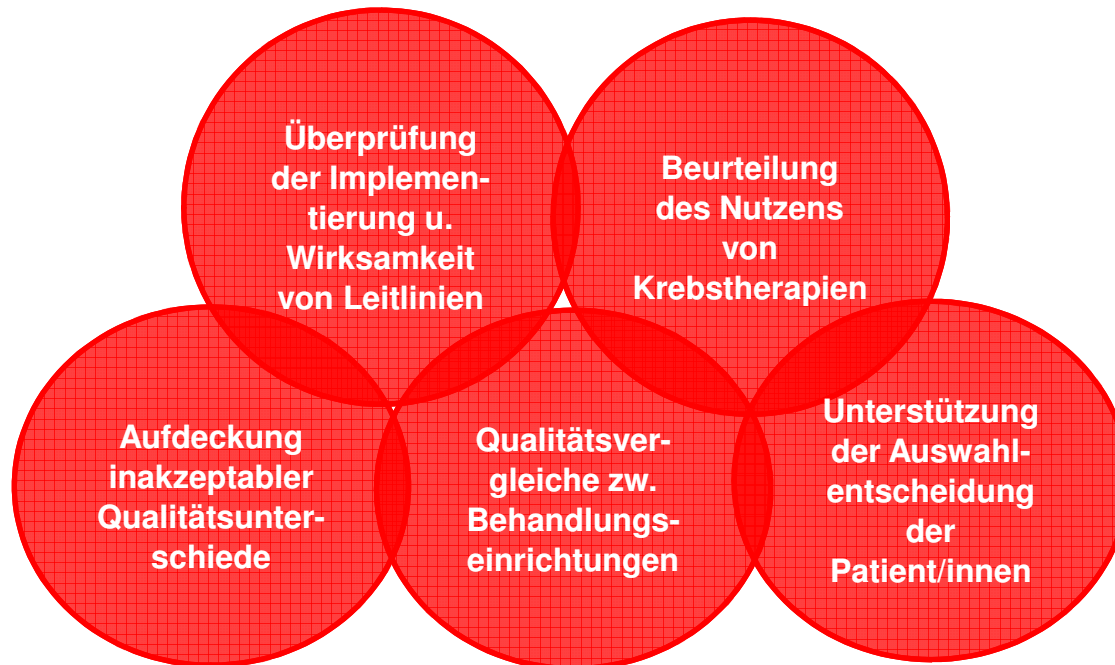 Überprüfung
der Implemen-
tierung u.
Wirksamkeit
von Leitlinien
Beurteilung
des Nutzens
von
Krebstherapien
Aufdeckung
inakzeptabler
Qualitätsunter-
schiede
Qualitätsver-
gleiche zw.
Behandlungs-
einrichtungen
Unterstützung
der Auswahl-
entscheidung
der
Patient/innen